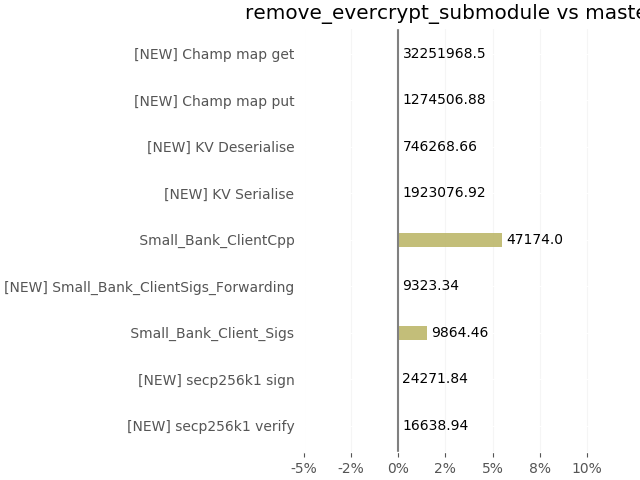 remove_evercrypt_submodule vs maste
[NEW] Champ map get 32251968.5
[NEW] Champ map put 1274506.88
[NEW] KV Deserialise 746268.66
[NEW] KV Serialise 1923076.92
Small_Bank_ClientCpp 47174.0
[NEW] Small_Bank_ClientSigs_Forwarding 9323.34
Small_Bank_Client_Sigs 9864.46
[NEW] secp256k1 sign 24271.84
[NEW] secp256k1 verify 16638.94
-5% -2% 0% 2% 5% 8% 10%